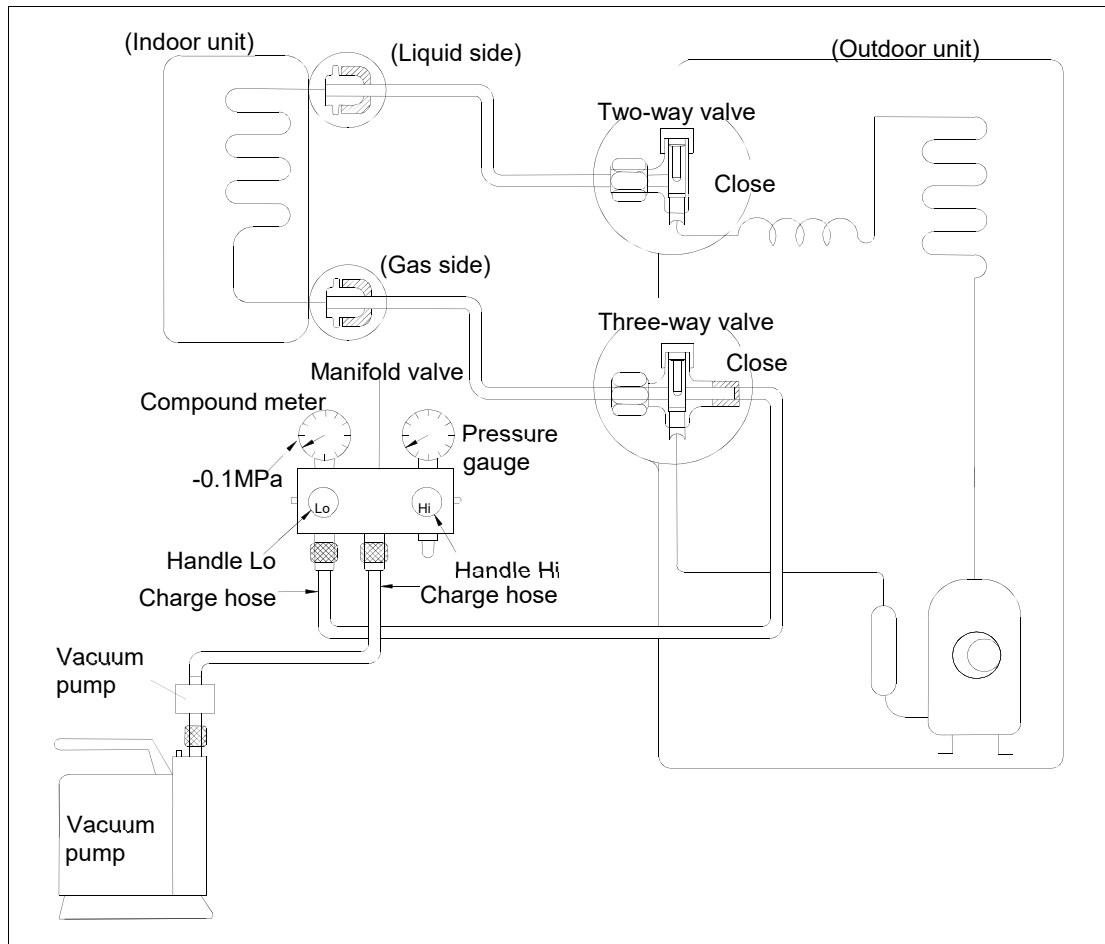 (Indoor unit)
(Liquid side)
(Outdoor unit)
Two-way valve
Close
(Gas side)
Three-way valve
Close
Manifold valve
Compound meter
Pressure
gauge
-0.1MPa
Lo
Hi
Handle Lo
Handle Hi
Charge hose
Charge hose
Vacuum
pump
Vacuum
pump